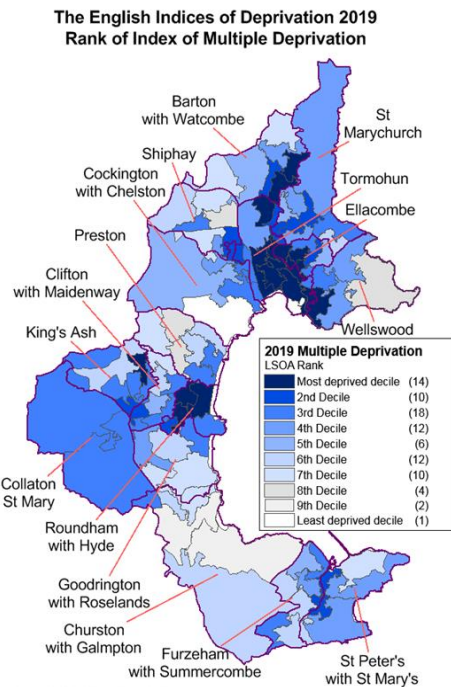 The English Indices of Deprivation 2019
Rank of Index of Multiple Deprivation
Barton
with Watcombe
St
Marychurch
Shiphay
Cockington
with Chelston
Tormohun
Ellacombe
Preston
Clifton
with Maidenway
King's Ash
Wellswood
2019 Multiple Deprivation
LSOA Rank
Most deprived decile (14)
2nd Decile (10)
3rd Decile (18)
4th Decile (12)
5th Decile (6)
6th Decile (12)
7th Decile (10)
8th Decile (4)
9th Decile (2)
Least deprived decile (1)
Collaton
St Mary
Roundham
with Hyde
Goodrington
with Roselands
Churston
with Galmpton
Furzeham
with Summercombe
St Peter's
with St Mary's